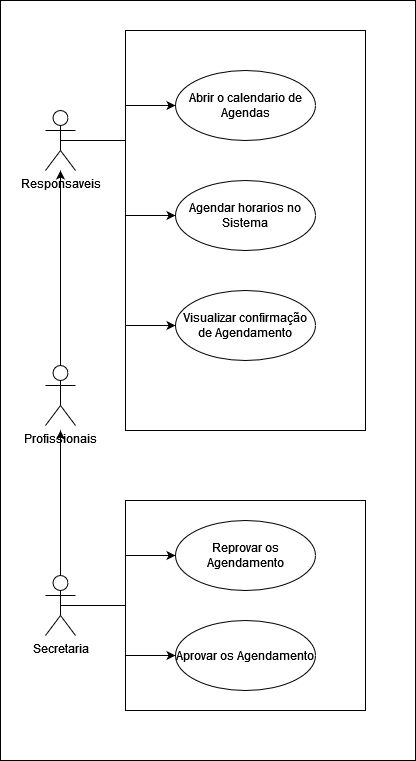 Abrir o calendario de
Agendas
Responsaveis
Agendar horarios no
Sistema
Visualizar confirmação
de Agendamento
Profissionais
Reprovar os
Agendamento
Secretaria
Aprovar os Agendamento